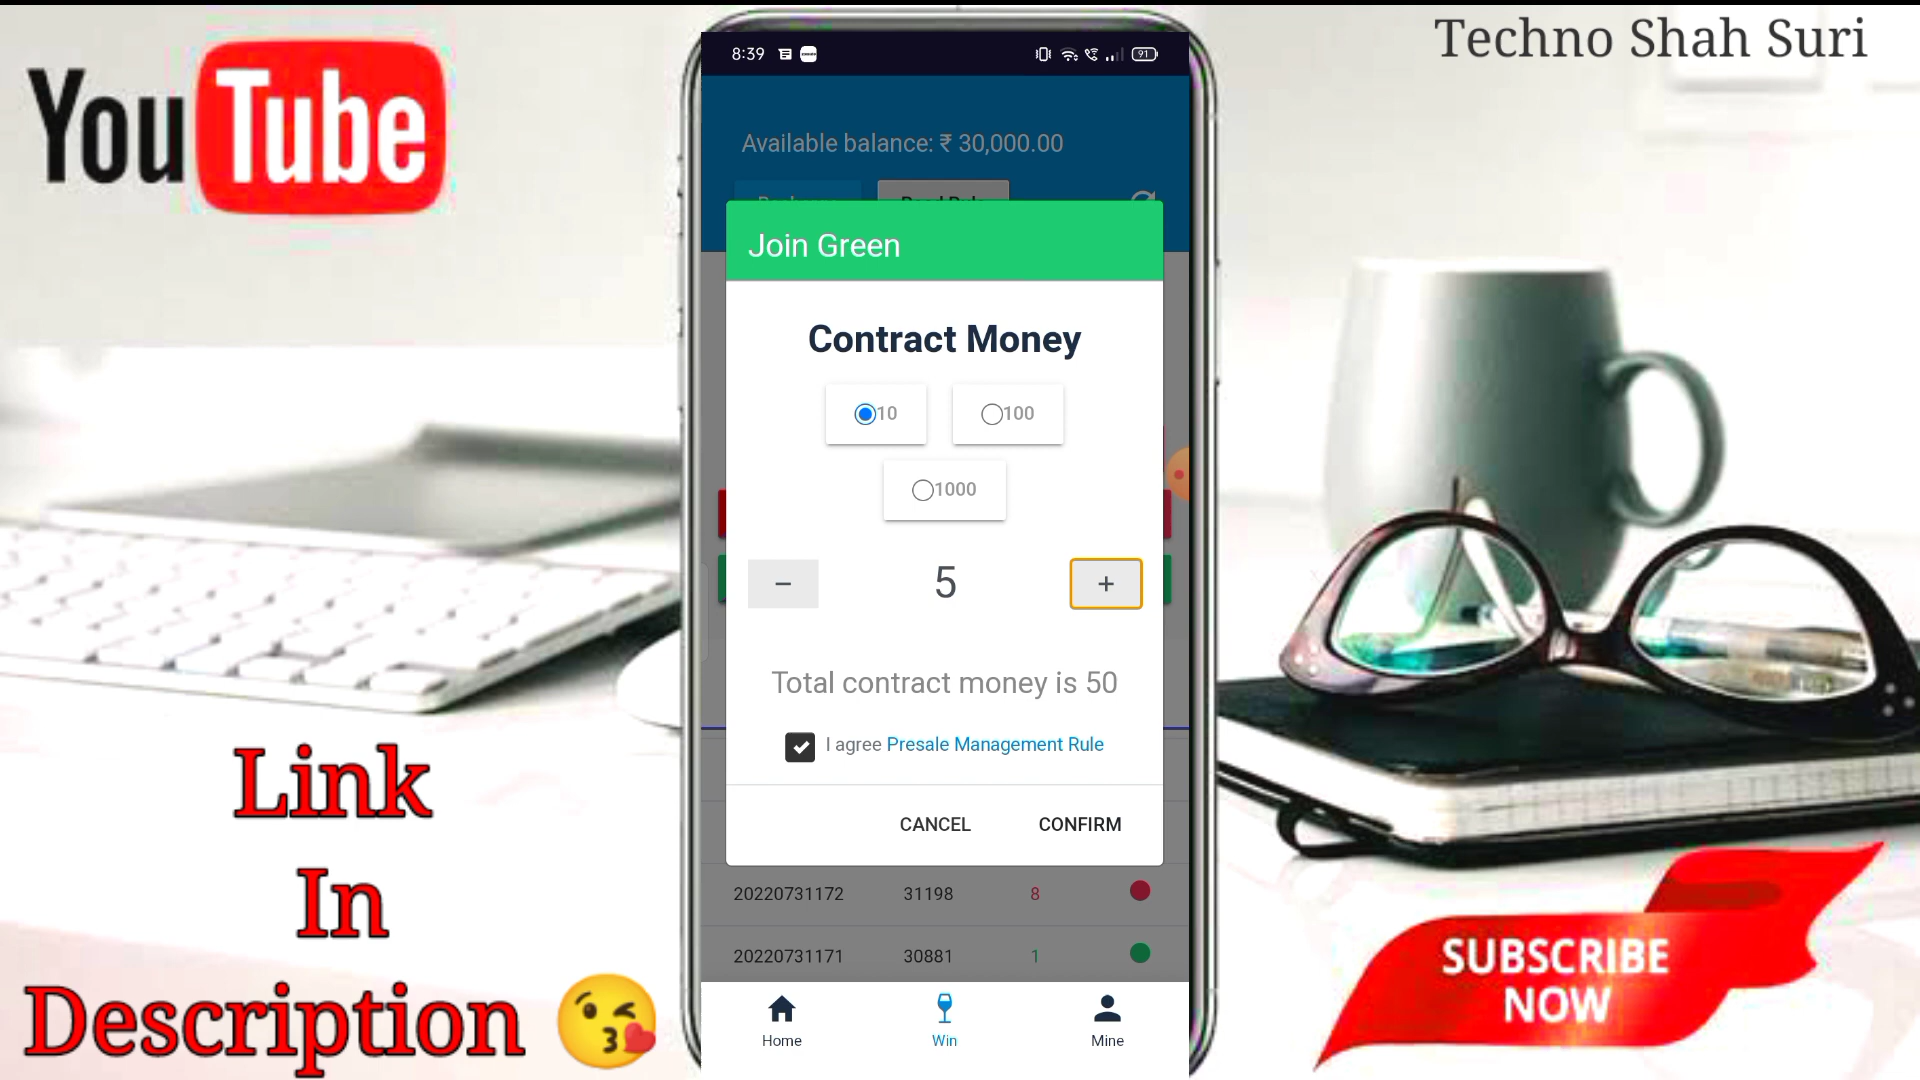 Techno Shah Suri
YouTube
8:39
91
Available balance: ₹ 30,000.00
Join Green
Contract Money
10
100
1000
−
5
+
Total contract money is 50
I agree Presale Management Rule
CANCEL
CONFIRM
20220731172 31198 8
20220731171 30881 1
Home
Win
Mine
Link
In
Description
SUBSCRIBE
NOW